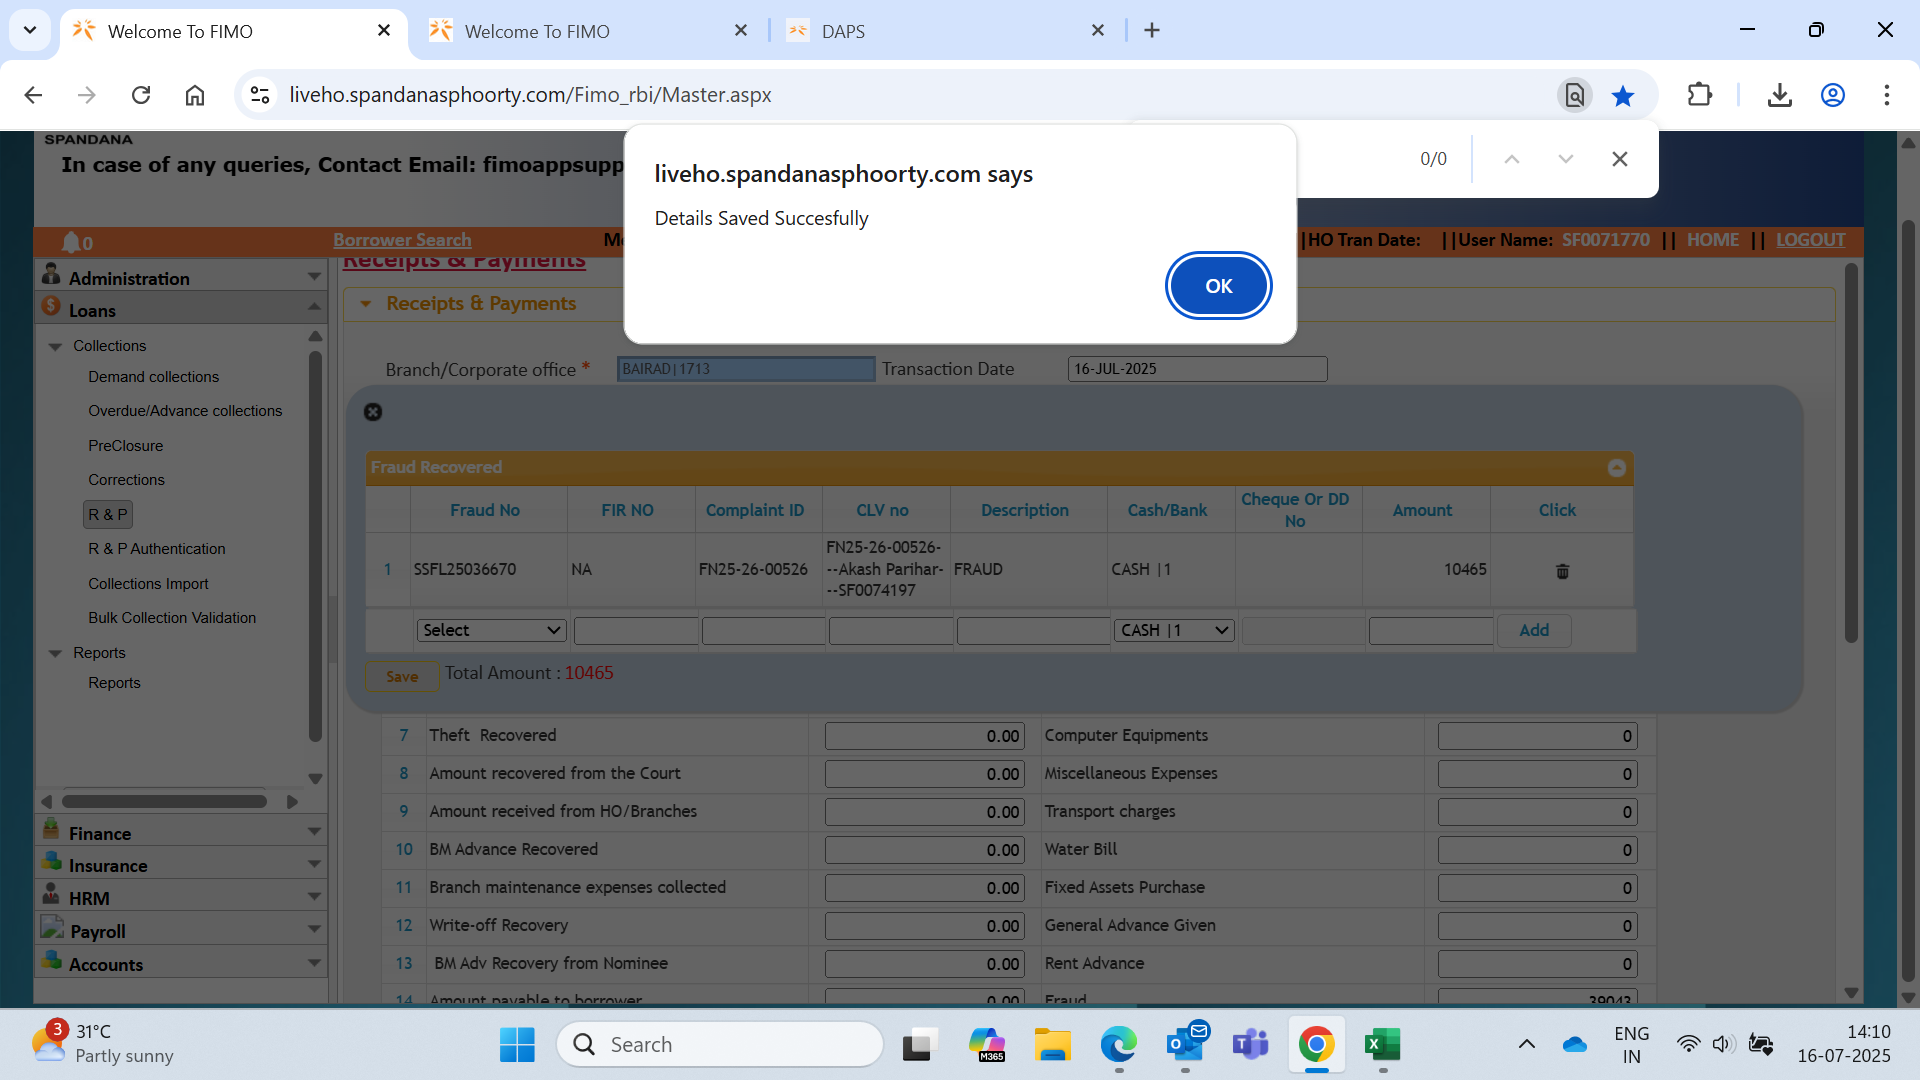 Welcome To FIMO
Welcome To FIMO
DAPS
liveho.spandanasphoorty.com/Fimo_rbi/Master.aspx
SPANDANA
In case of any queries, Contact Email: fimoappsupp
0/0
liveho.spandanasphoorty.com says
Details Saved Succesfully
OK
0
Borrower Search
HO Tran Date: ||User Name: SF0071770 || HOME || LOGOUT
Administration
Loans
Collections
Demand collections
Overdue/Advance collections
PreClosure
Corrections
R & P
R & P Authentication
Collections Import
Bulk Collection Validation
Reports
Reports
Finance
Insurance
HRM
Payroll
Accounts
Receipts & Payments
Receipts & Payments
Branch/Corporate office * BAIRAD|1713 Transaction Date 16-JUL-2025
Fraud Recovered
Fraud No FIR NO Complaint ID CLV no Description Cash/Bank Cheque Or DD No Amount Click
1 SSFL25036670 NA FN25-26-00526 FN25-26-00526---Akash Parihar---SF0074197 FRAUD CASH |1 10465
Select CASH |1 Add
Save Total Amount : 10465
7 Theft Recovered 0.00 Computer Equipments 0
8 Amount recovered from the Court 0.00 Miscellaneous Expenses 0
9 Amount received from HO/Branches 0.00 Transport charges 0
10 BM Advance Recovered 0.00 Water Bill 0
11 Branch maintenance expenses collected 0.00 Fixed Assets Purchase 0
12 Write-off Recovery 0.00 General Advance Given 0
13 BM Adv Recovery from Nominee 0.00 Rent Advance 0
14 Amount payable to borrower 0.00 Fraud 39043
3
31°C
Partly sunny
Search
M365
ENG
IN
14:10
16-07-2025